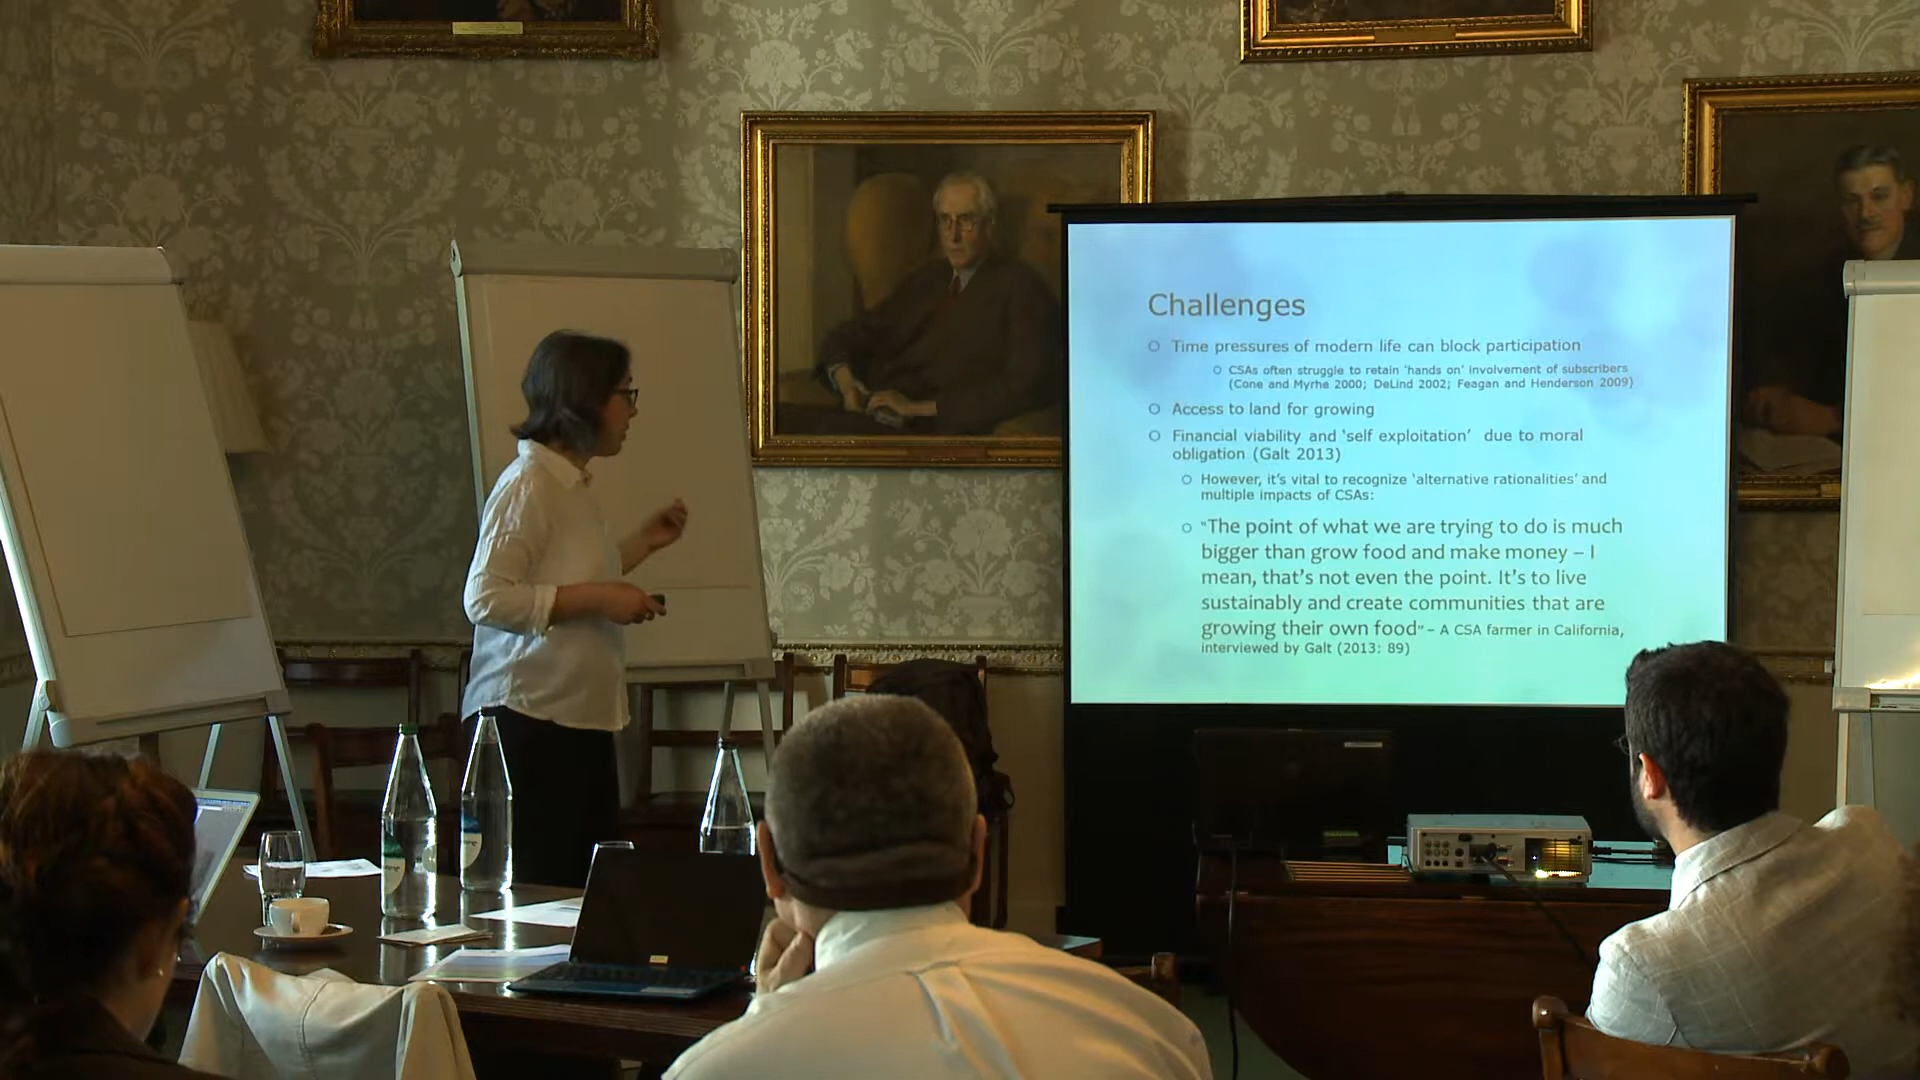 Challenges
Time pressures of modern life can block participation
CSAs often struggle to retain 'hands on' involvement of subscribers
(Cone and Myrhe 2000; DeLind 2002; Feagan and Henderson 2009)
Access to land for growing
Financial viability and 'self exploitation' due to moral
obligation (Galt 2013)
However, it's vital to recognize 'alternative rationalities' and
multiple impacts of CSAs:
"The point of what we are trying to do is much
bigger than grow food and make money – I
mean, that's not even the point. It's to live
sustainably and create communities that are
growing their own food" – A CSA farmer in California,
interviewed by Galt (2013: 89)